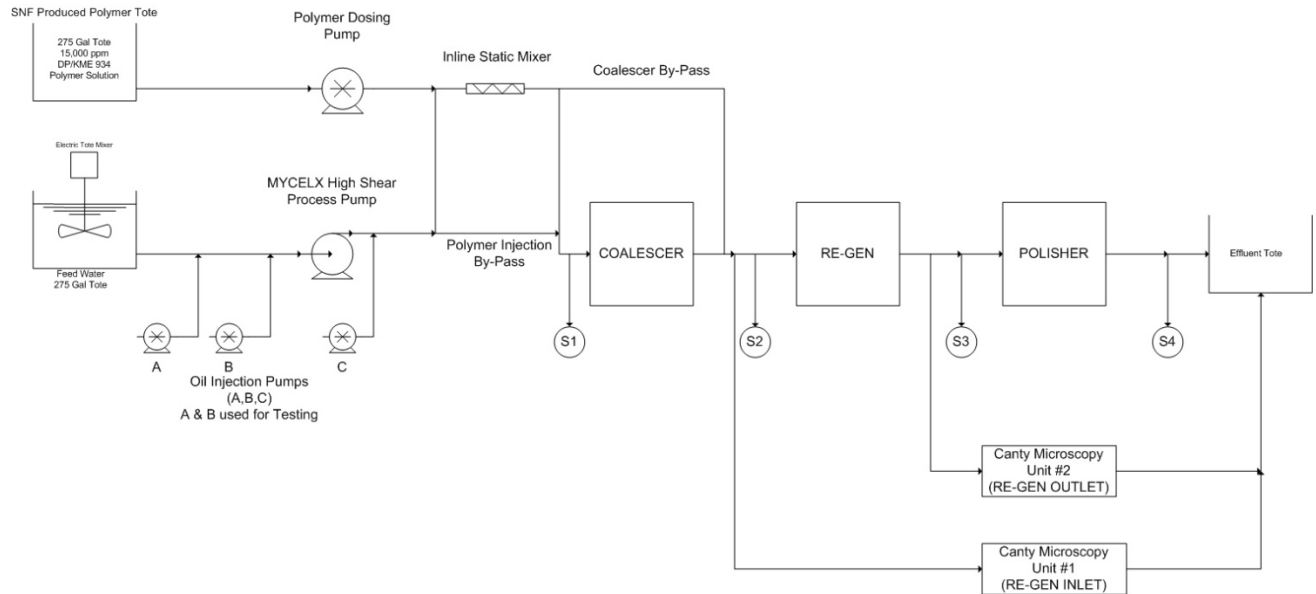 SNF Produced Polymer Tote
275 Gal Tote
15,000 ppm
DP/KME 934
Polymer Solution
Polymer Dosing
Pump
Inline Static Mixer
Coalescer By-Pass
Electric Tote Mixer
Feed Water
275 Gal Tote
MYCELX High Shear
Process Pump
Polymer Injection
By-Pass
COALESCER
RE-GEN
POLISHER
Effluent Tote
S1
S2
S3
S4
A
B
C
Oil Injection Pumps
(A,B,C)
A & B used for Testing
Canty Microscopy
Unit #2
(RE-GEN OUTLET)
Canty Microscopy
Unit #1
(RE-GEN INLET)